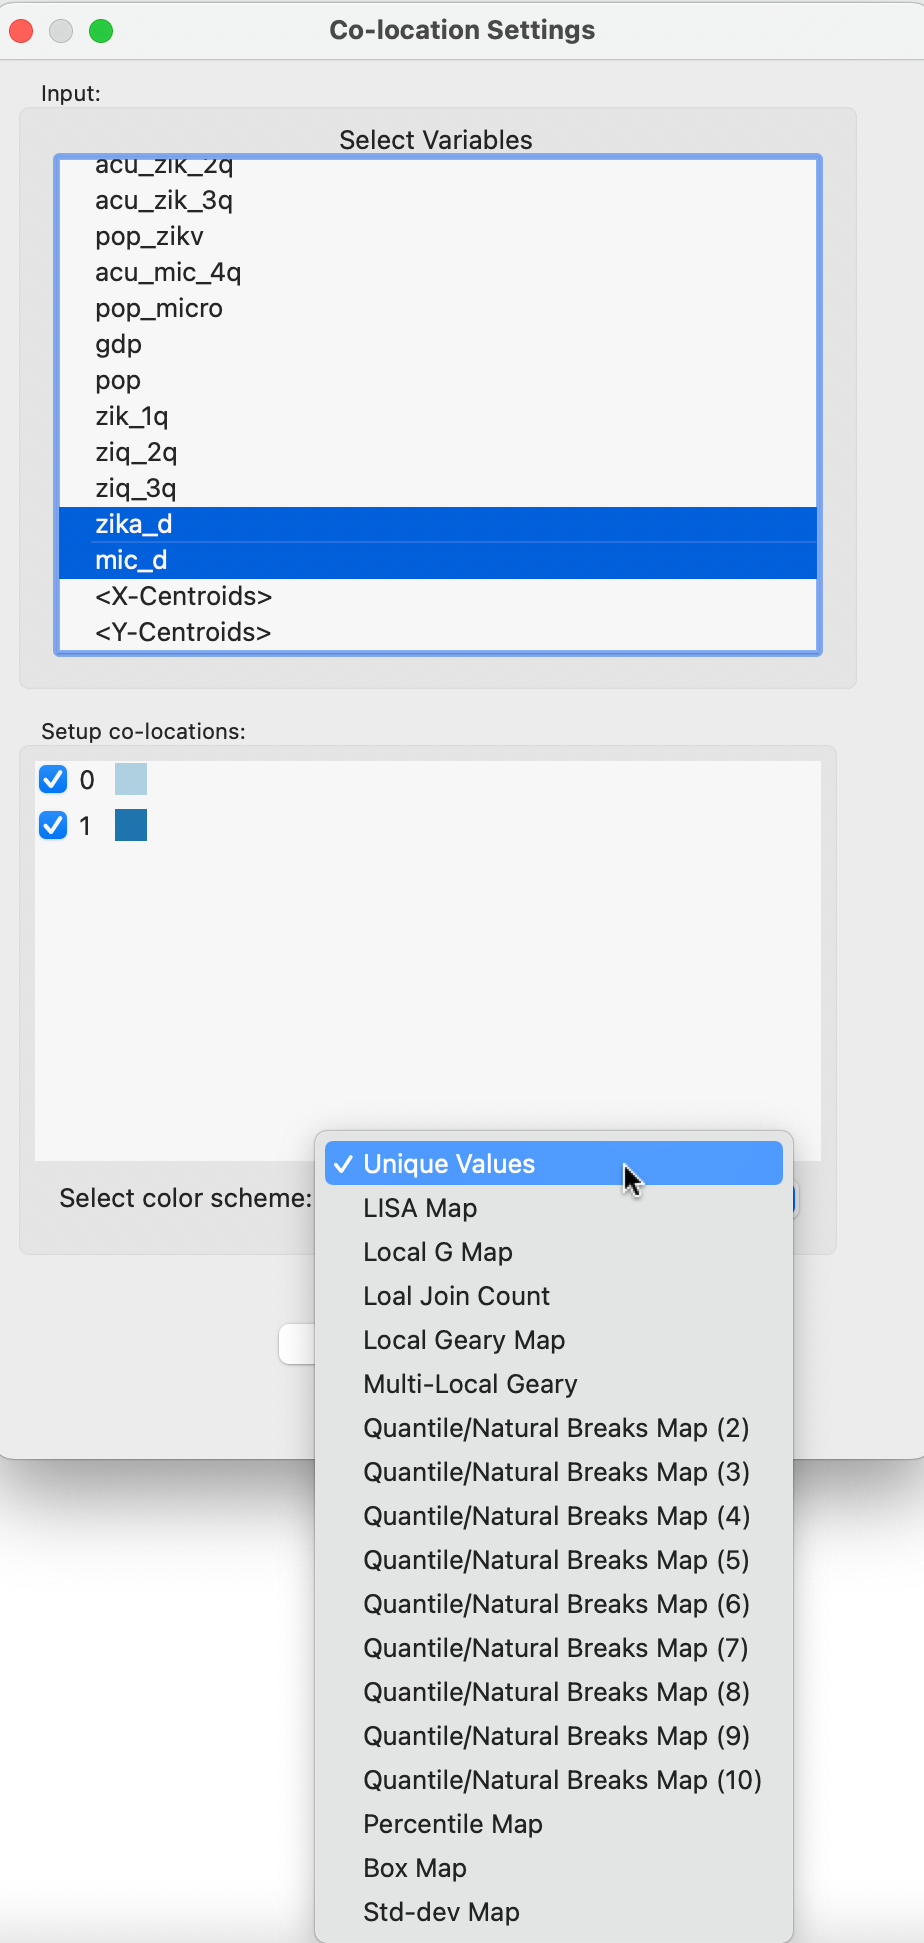 Co-location Settings
Input:
Select Variables
acu_zik_2q
acu_zik_3q
pop_zikv
acu_mic_4q
pop_micro
gdp
pop
zik_1q
ziq_2q
ziq_3q
zika_d
mic_d
<X-Centroids>
<Y-Centroids>
Setup co-locations:
0
1
Select color scheme:
Unique Values
LISA Map
Local G Map
Loal Join Count
Local Geary Map
Multi-Local Geary
Quantile/Natural Breaks Map (2)
Quantile/Natural Breaks Map (3)
Quantile/Natural Breaks Map (4)
Quantile/Natural Breaks Map (5)
Quantile/Natural Breaks Map (6)
Quantile/Natural Breaks Map (7)
Quantile/Natural Breaks Map (8)
Quantile/Natural Breaks Map (9)
Quantile/Natural Breaks Map (10)
Percentile Map
Box Map
Std-dev Map